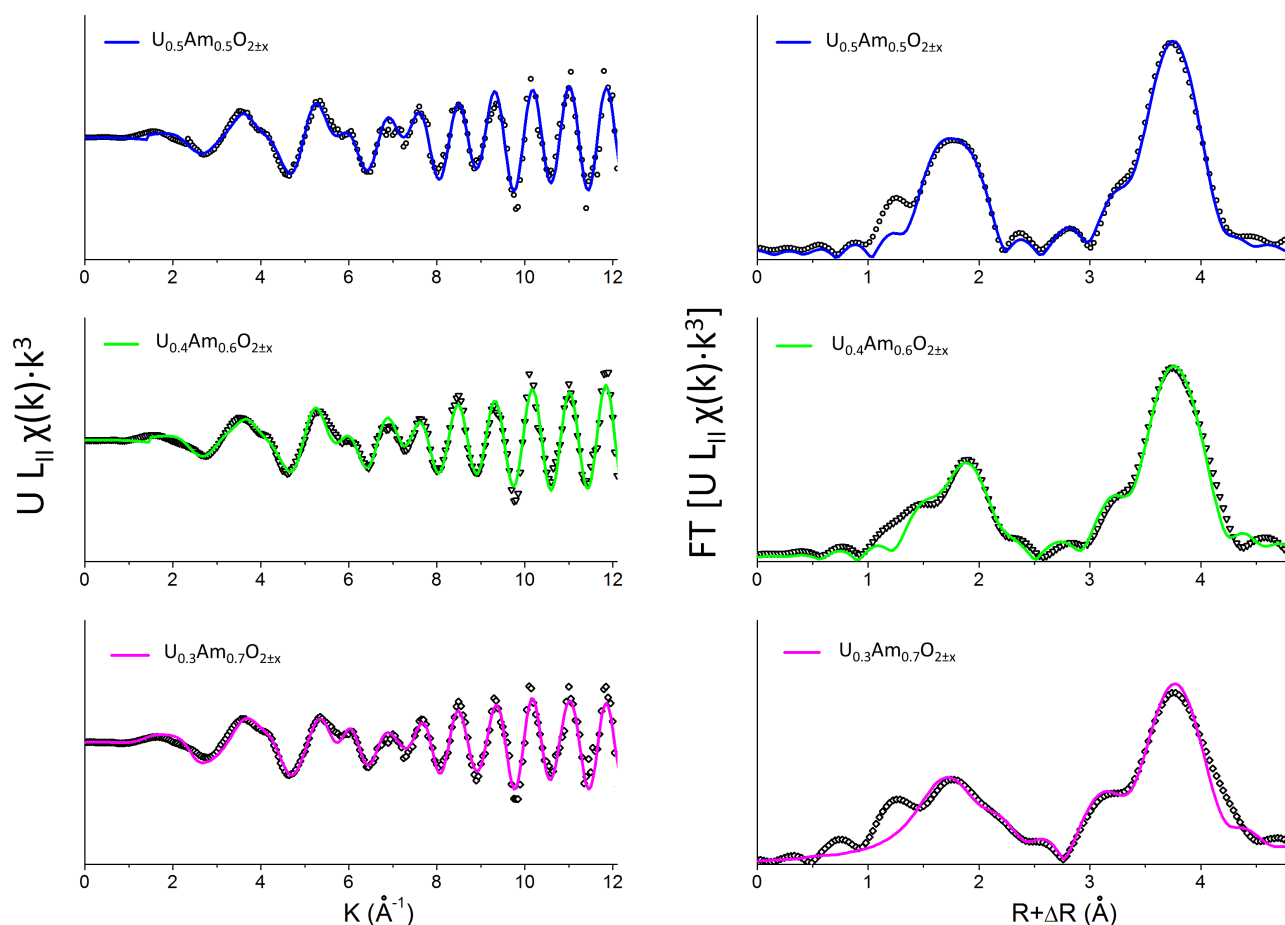 U₀.₅Am₀.₅O₂±ₓ
0 2 4 6 8 10 12
U₀.₅Am₀.₅O₂±ₓ
0 1 2 3 4
U L_II χ(k)·k³
U₀.₄Am₀.₆O₂±ₓ
0 2 4 6 8 10 12
FT [U L_II χ(k)·k³]
U₀.₄Am₀.₆O₂±ₓ
0 1 2 3 4
U₀.₃Am₀.₇O₂±ₓ
0 2 4 6 8 10 12
K (Å⁻¹)
U₀.₃Am₀.₇O₂±ₓ
0 1 2 3 4
R+ΔR (Å)